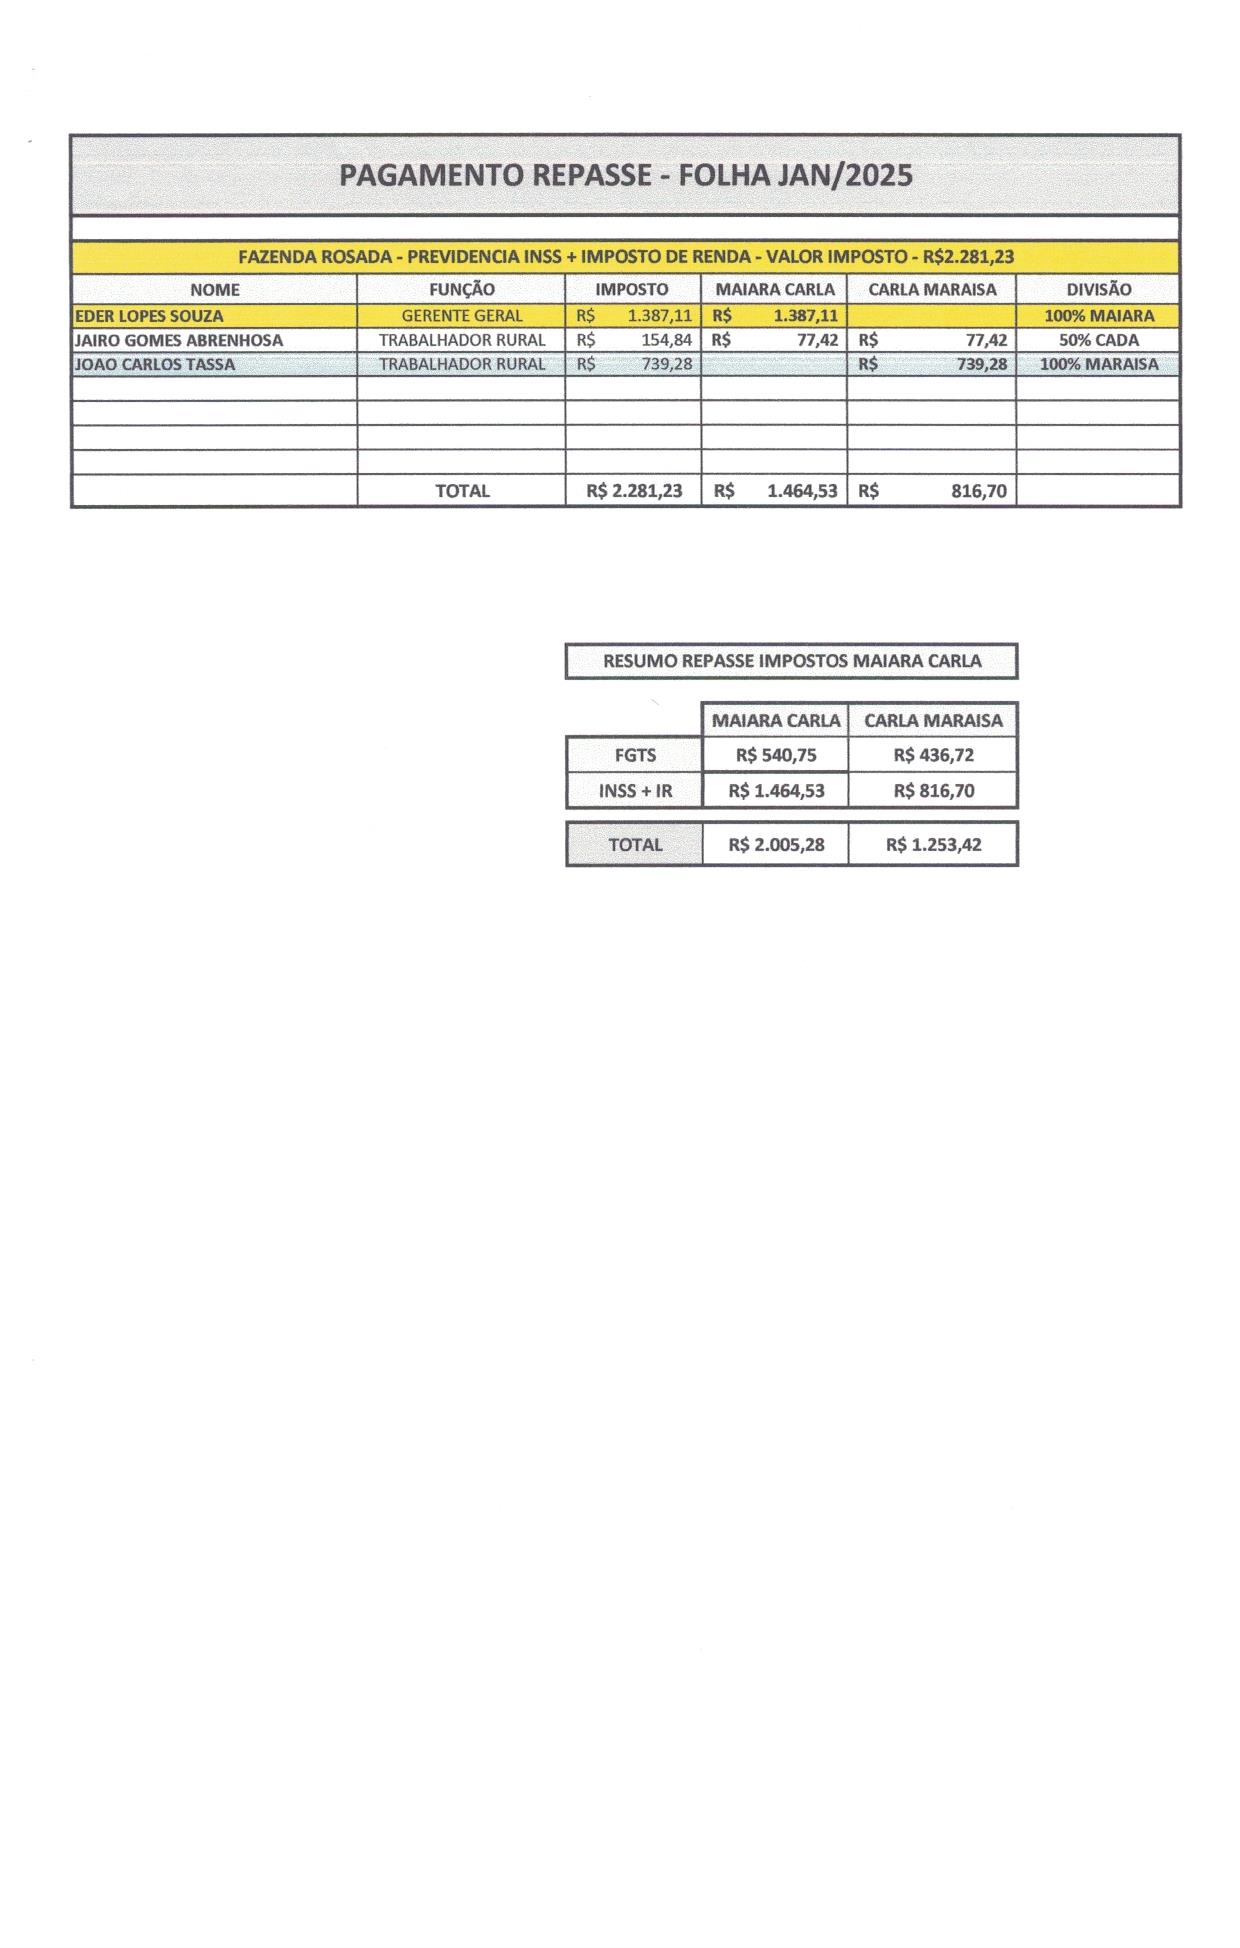 PAGAMENTO REPASSE - FOLHA JAN/2025
FAZENDA ROSADA - PREVIDENCIA INSS + IMPOSTO DE RENDA - VALOR IMPOSTO - R$2.281,23
NOME FUNÇÃO IMPOSTO MAIARA CARLA CARLA MARAISA DIVISÃO
EDER LOPES SOUZA GERENTE GERAL R$ 1.387,11 R$ 1.387,11 100% MAIARA
JAIRO GOMES ABRENHOSA TRABALHADOR RURAL R$ 154,84 R$ 77,42 R$ 77,42 50% CADA
JOAO CARLOS TASSA TRABALHADOR RURAL R$ 739,28 R$ 739,28 100% MARAISA
TOTAL R$ 2.281,23 R$ 1.464,53 R$ 816,70
RESUMO REPASSE IMPOSTOS MAIARA CARLA
MAIARA CARLA CARLA MARAISA
FGTS R$ 540,75 R$ 436,72
INSS + IR R$ 1.464,53 R$ 816,70
TOTAL R$ 2.005,28 R$ 1.253,42